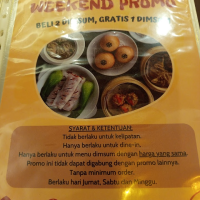 WEEKEND PROMO
BELI 2 DIMSUM, GRATIS 1 DIMSUM
SYARAT & KETENTUAN:
Tidak berlaku untuk kelipatan.
Hanya berlaku untuk dine-in.
Hanya berlaku untuk menu dimsum dengan harga yang sama.
Promo ini tidak dapat digabung dengan promo lainnya.
Tanpa minimum order.
Berlaku hari Jumat, Sabtu dan Minggu.